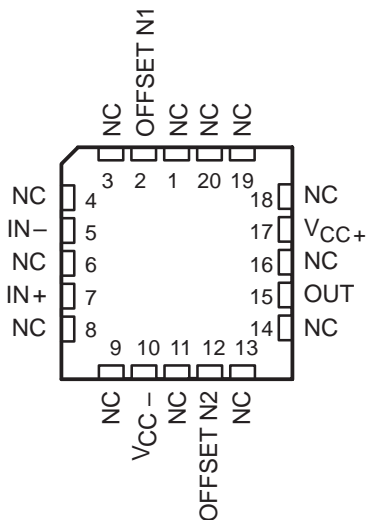 NC
OFFSET N1
NC
NC
NC
3 2 1 20 19
NC 4
IN− 5
NC 6
IN+ 7
NC 8
18 NC
17 VCC+
16 NC
15 OUT
14 NC
9 10 11 12 13
NC
VCC −
NC
OFFSET N2
NC